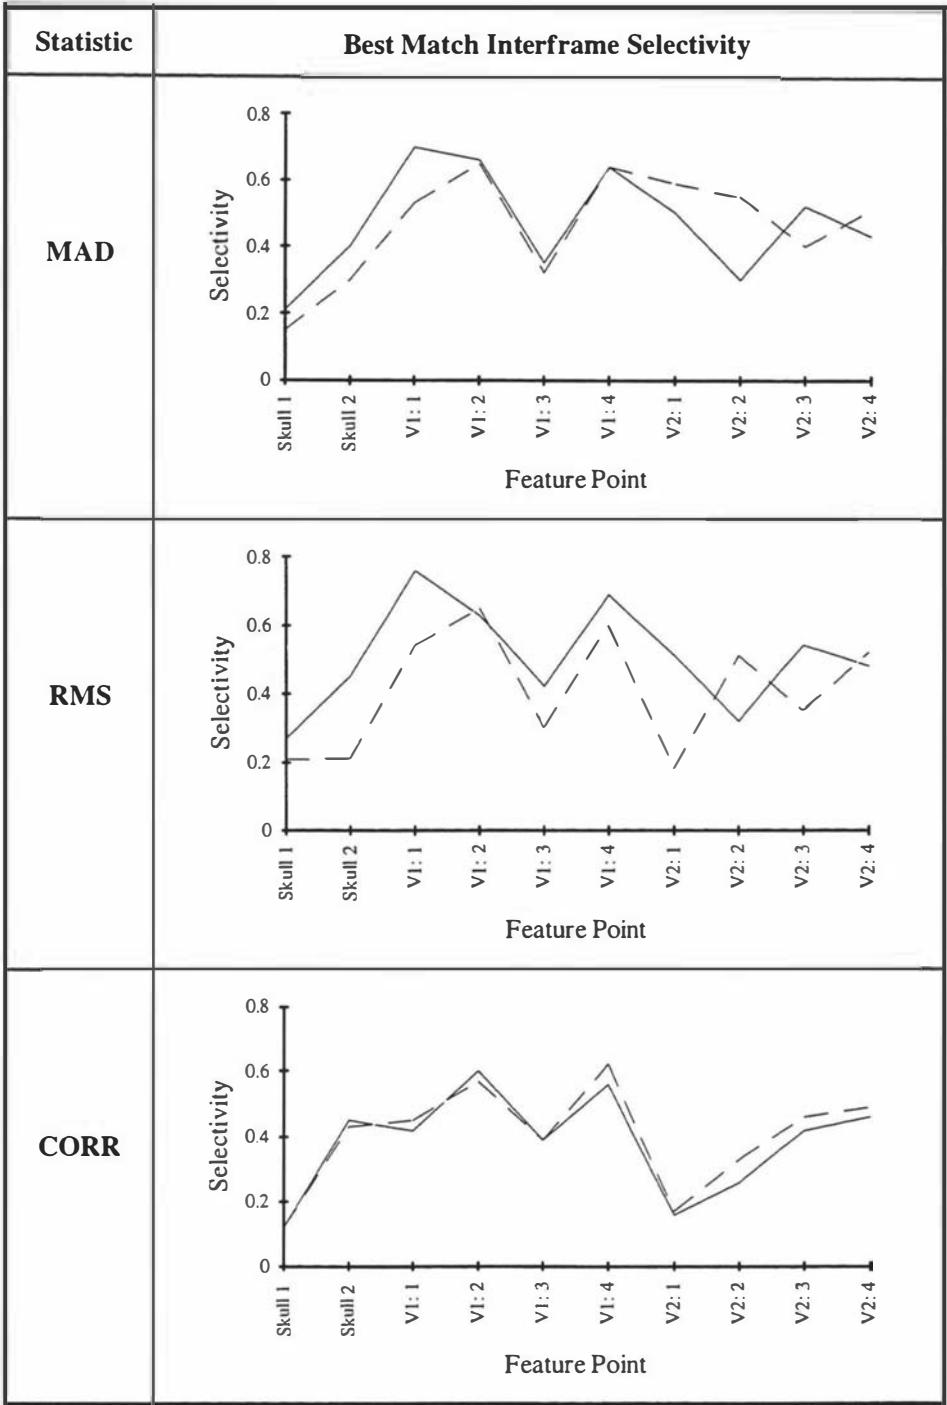 Statistic
Best Match Interframe Selectivity
MAD
0.8
0.6
0.4
0.2
0
Selectivity
Skull 1
Skull 2
V1: 1
V1: 2
V1: 3
V1: 4
V2: 1
V2: 2
V2: 3
V2: 4
Feature Point
RMS
0.8
0.6
0.4
0.2
0
Selectivity
Skull 1
Skull 2
V1: 1
V1: 2
V1: 3
V1: 4
V2: 1
V2: 2
V2: 3
V2: 4
Feature Point
CORR
0.8
0.6
0.4
0.2
0
Selectivity
Skull 1
Skull 2
V1: 1
V1: 2
V1: 3
V1: 4
V2: 1
V2: 2
V2: 3
V2: 4
Feature Point